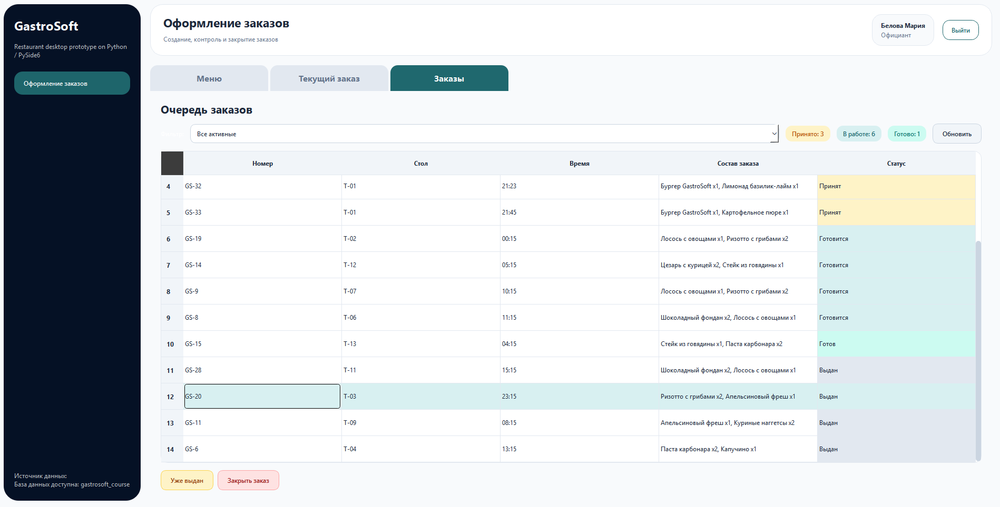 GastroSoft
Restaurant desktop prototype on Python
/ PySide6
Оформление заказов
Источник данных:
База данных доступна: gastrosoft_course
Оформление заказов
Создание, контроль и закрытие заказов
Белова Мария
Официант
Выйти
Меню Текущий заказ Заказы
Очередь заказов
Все активные Принято: 3 В работе: 6 Готово: 1 Обновить
Номер Стол Время Состав заказа Статус
4 GS-32 T-01 21:23 Бургер GastroSoft x1, Лимонад базилик-лайм x1 Принят
5 GS-33 T-01 21:45 Бургер GastroSoft x1, Картофельное пюре x1 Принят
6 GS-19 T-02 00:15 Лосось с овощами x1, Ризотто с грибами x2 Готовится
7 GS-14 T-12 05:15 Цезарь с курицей x2, Стейк из говядины x1 Готовится
8 GS-9 T-07 10:15 Лосось с овощами x1, Ризотто с грибами x2 Готовится
9 GS-8 T-06 11:15 Шоколадный фондан x2, Лосось с овощами x1 Готовится
10 GS-15 T-13 04:15 Стейк из говядины x1, Паста карбонара x2 Готов
11 GS-28 T-11 15:15 Шоколадный фондан x2, Лосось с овощами x1 Выдан
12 GS-20 T-03 23:15 Ризотто с грибами x2, Апельсиновый фреш x1 Выдан
13 GS-11 T-09 08:15 Апельсиновый фреш x1, Куриные наггетсы x2 Выдан
14 GS-6 T-04 13:15 Паста карбонара x2, Капучино x1 Выдан
Уже выдан Закрыть заказ